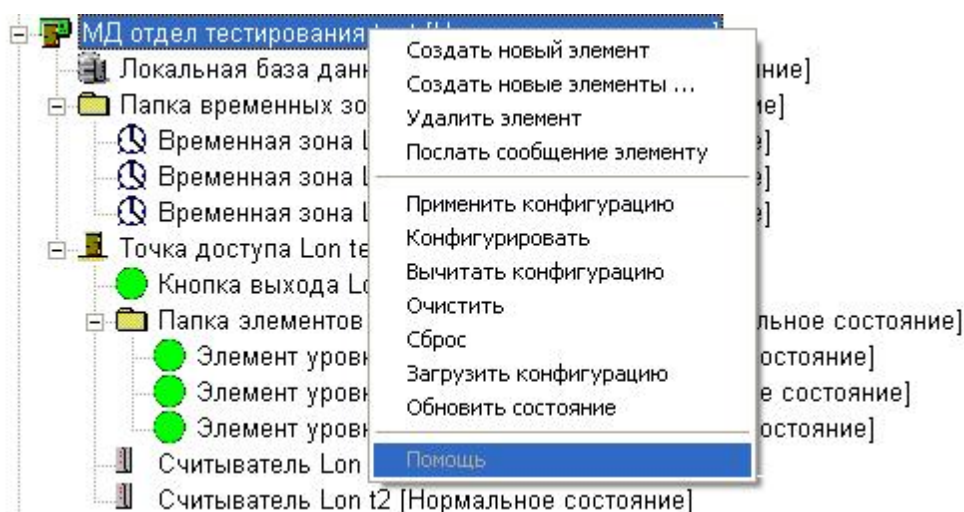 МД отдел тестирования
Локальная база данн
Папка временных зо
Временная зона L
Временная зона L
Временная зона L
Точка доступа Lon te
Кнопка выхода Lo
Папка элементов льное состояние]
Элемент уровн остояние]
Элемент уровн е состояние]
Элемент уровн остояние]
Считыватель Lon
Считыватель Lon t2 [Нормальное состояние]
Создать новый элемент
Создать новые элементы ...
Удалить элемент
Послать сообщение элементу
Применить конфигурацию
Конфигурировать
Вычитать конфигурацию
Очистить
Сброс
Загрузить конфигурацию
Обновить состояние
Помощь